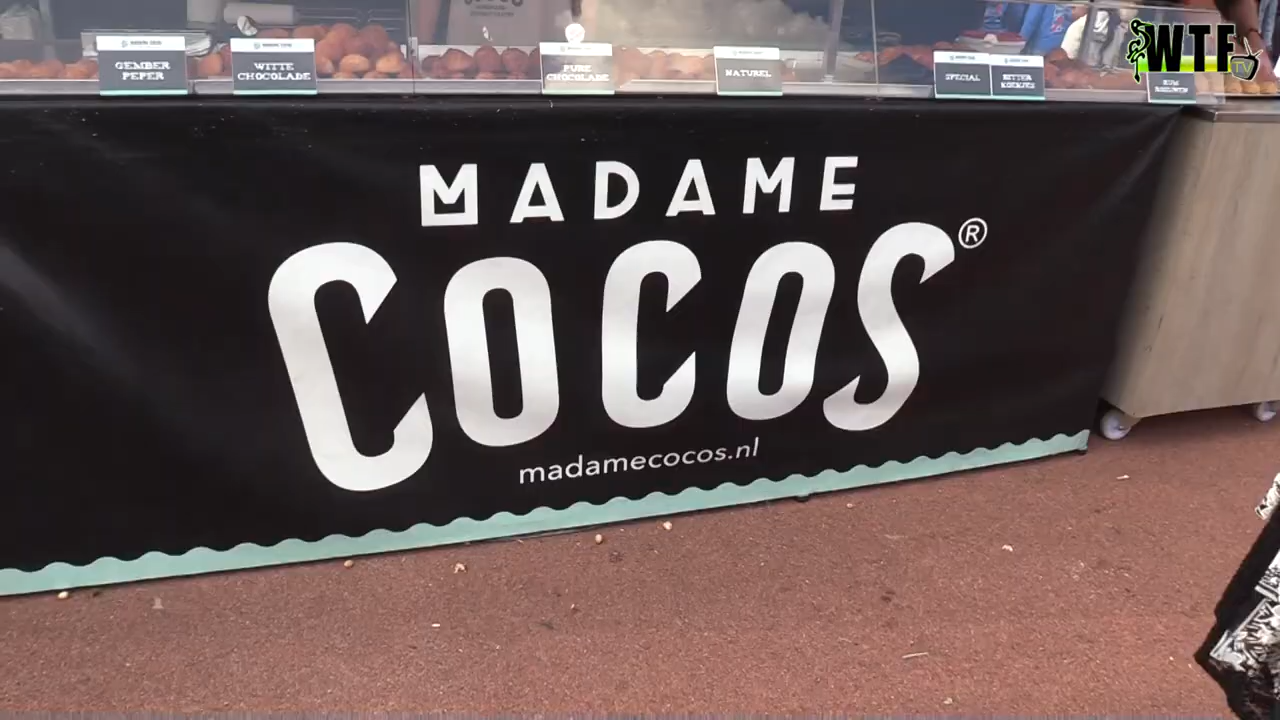 WTF
TV
GEMBER
PEPER
WITTE
CHOCOLADE
PURE
CHOCOLADE
NATUREL
SPECIAL
BITTER
KOEKJES
MADAME
COCOS®
madamecocos.nl